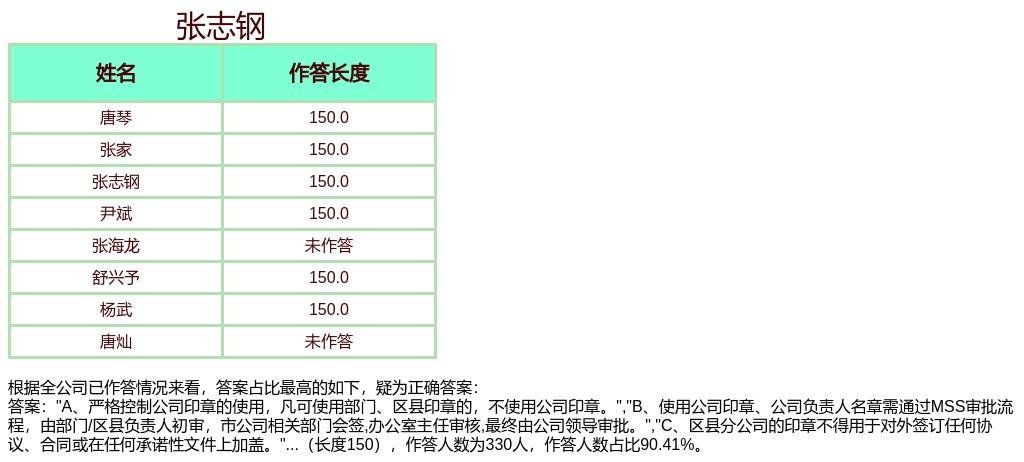 张志钢
姓名 作答长度
唐琴 150.0
张家 150.0
张志钢 150.0
尹斌 150.0
张海龙 未作答
舒兴予 150.0
杨武 150.0
唐灿 未作答
根据全公司已作答情况来看，答案占比最高的如下，疑为正确答案：
答案："A、严格控制公司印章的使用，凡可使用部门、区县印章的，不使用公司印章。","B、使用公司印章、公司负责人名章需通过MSS审批流
程，由部门/区县负责人初审，市公司相关部门会签,办公室主任审核,最终由公司领导审批。","C、区县分公司的印章不得用于对外签订任何协
议、合同或在任何承诺性文件上加盖。"...（长度150），作答人数为330人，作答人数占比90.41%。